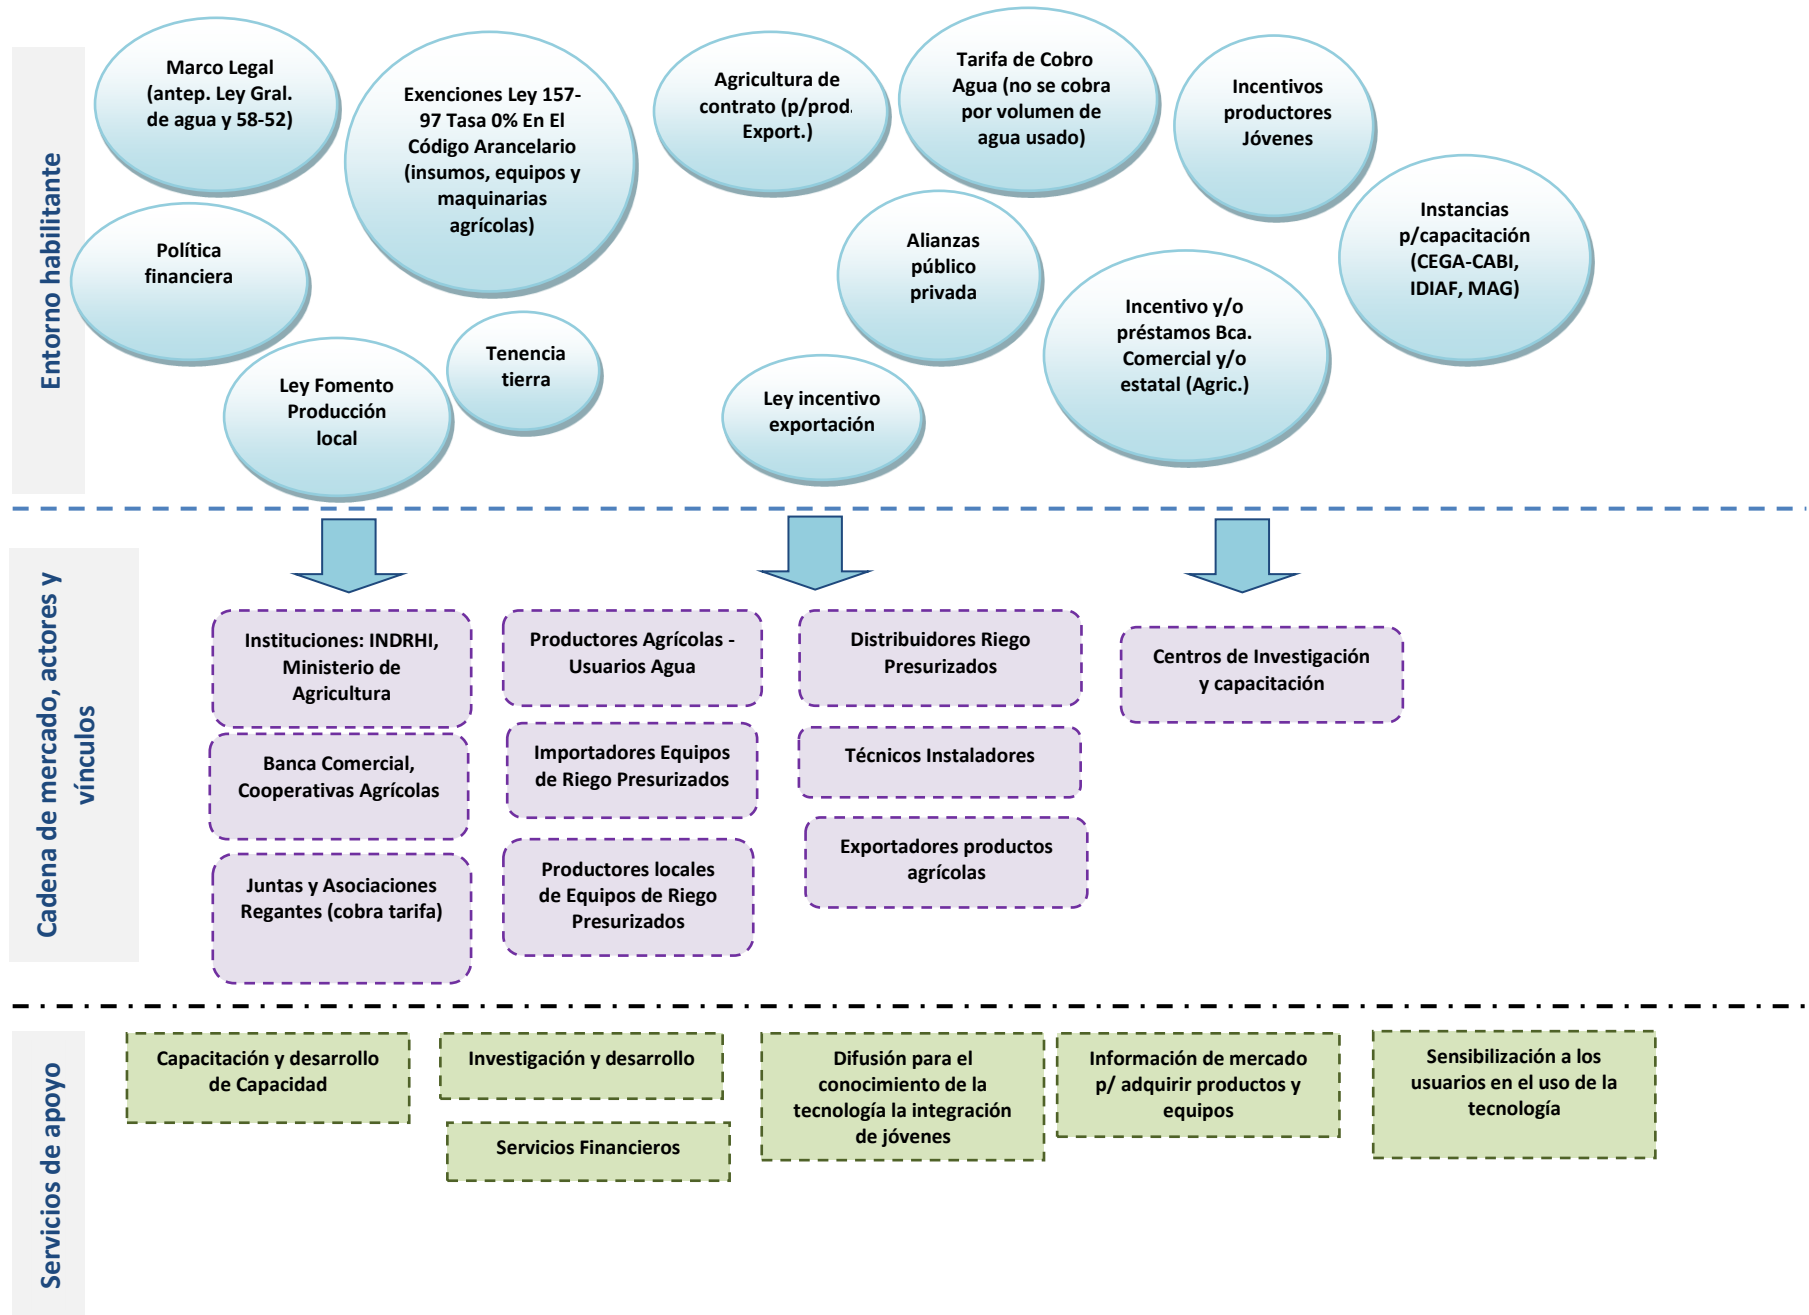 Entorno habilitante
Marco Legal
(antep. Ley Gral.
de agua y 58-52)
Exenciones Ley 157-
97 Tasa 0% En El
Código Arancelario
(insumos, equipos y
maquinarias
agrícolas)
Agricultura de
contrato (p/prod.
Export.)
Tarifa de Cobro
Agua (no se cobra
por volumen de
agua usado)
Incentivos
productores
Jóvenes
Política
financiera
Alianzas
público
privada
Instancias
p/capacitación
(CEGA-CABI,
IDIAF, MAG)
Ley Fomento
Producción
local
Tenencia
tierra
Ley incentivo
exportación
Incentivo y/o
préstamos Bca.
Comercial y/o
estatal (Agric.)
Cadena de mercado, actores y
vínculos
Instituciones: INDRHI,
Ministerio de
Agricultura
Productores Agrícolas -
Usuarios Agua
Distribuidores Riego
Presurizados
Centros de Investigación
y capacitación
Banca Comercial,
Cooperativas Agrícolas
Importadores Equipos
de Riego Presurizados
Técnicos Instaladores
Juntas y Asociaciones
Regantes (cobra tarifa)
Productores locales
de Equipos de Riego
Presurizados
Exportadores productos
agrícolas
Servicios de apoyo
Capacitación y desarrollo
de Capacidad
Investigación y desarrollo
Servicios Financieros
Difusión para el
conocimiento de la
tecnología la integración
de jóvenes
Información de mercado
p/ adquirir productos y
equipos
Sensibilización a los
usuarios en el uso de la
tecnología